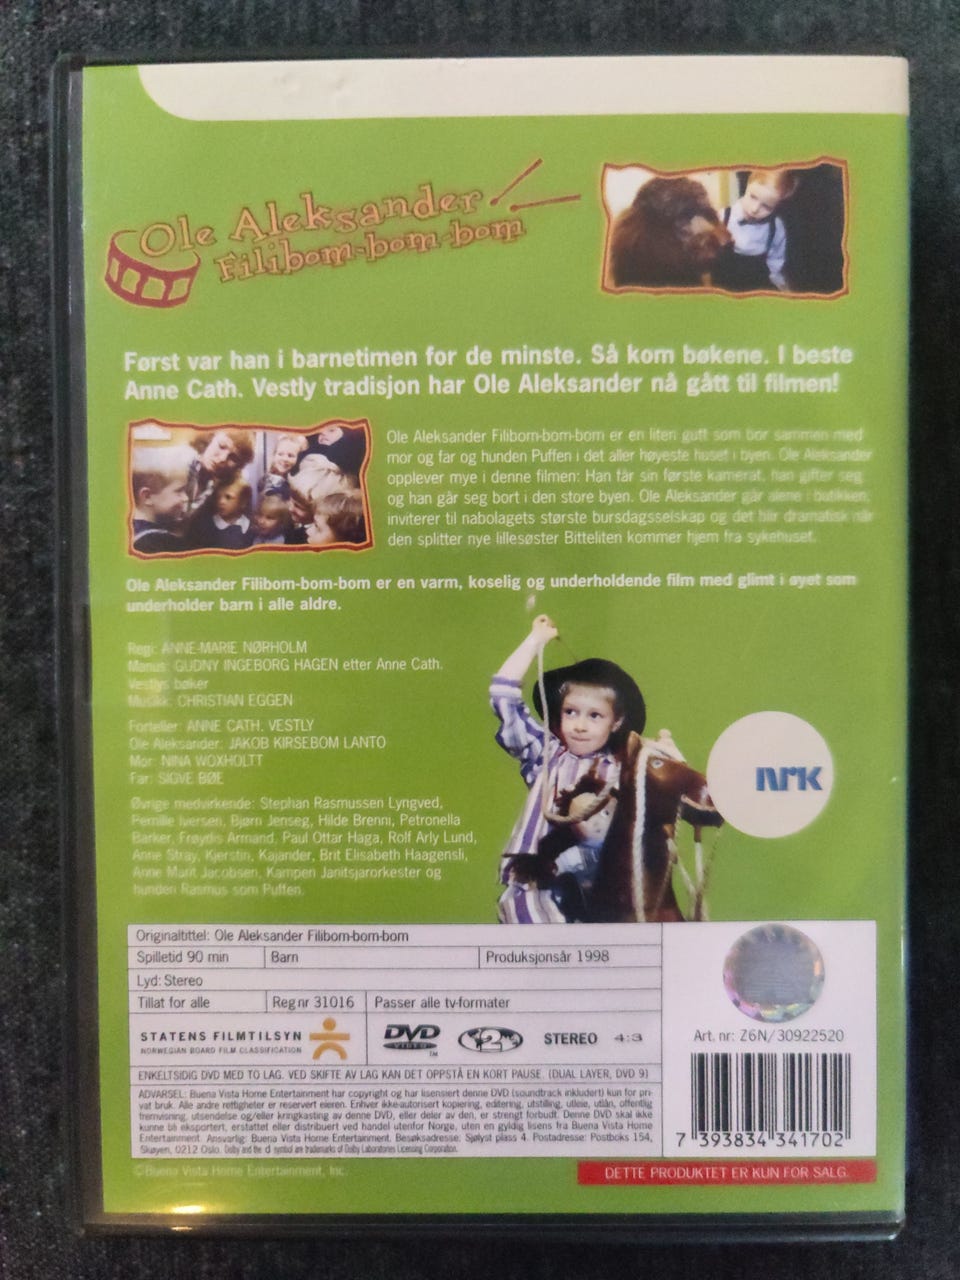 Ole Aleksander
Filibom-bom-bom
Først var han i barnetimen for de minste. Så kom bøkene. I beste
Anne Cath. Vestly tradisjon har Ole Aleksander nå gått til filmen!
Ole Aleksander Filibom-bom-bom er en liten gutt som bor sammen med
mor og far og hunden Puffen i det aller høyeste huset i byen. Ole Aleksander
opplever mye i denne filmen: Han får sin første kamerat, han gifter seg
og han går seg bort i den store byen. Ole Aleksander går alene i butikken,
inviterer til nabolagets største bursdagsselskap og det blir dramatisk når
den splitter nye lillesøster Bitteliten kommer hjem fra sykehuset.
Ole Aleksander Filibom-bom-bom er en varm, koselig og underholdende film med glimt i øyet som
underholder barn i alle aldre.
Regi: ANNE-MARIE NØRHOLM
Manus: GUDNY INGEBORG HAGEN etter Anne Cath.
Vestlys bøker
Musikk: CHRISTIAN EGGEN
Forteller: ANNE CATH. VESTLY
Ole Aleksander: JAKOB KIRSEBOM LANTO
Mor: NINA WOXHOLTT
Far: SIGVE BØE
Øvrige medvirkende: Stephan Rasmussen Lyngved,
Pernille Iversen, Bjørn Jenseg, Hilde Brenni, Petronella
Barker, Frøydis Armand, Paul Ottar Haga, Rolf Arly Lund,
Anne Stray, Kjerstin, Kajander, Brit Elisabeth Haagensli,
Anne Marit Jacobsen, Kampen Janitsjarorkester og
hunden Rasmus som Puffen.
NRK
Originaltittel: Ole Aleksander Filibom-bom-bom
Spilletid 90 min Barn Produksjonsår 1998
Lyd: Stereo
Tillat for alle Reg nr 31016 Passer alle tv-formater
STATENS FILMTILSYN
NORWEGIAN BOARD FILM CLASSIFICATION
DVD VIDEO TM 2 STEREO 4:3
ENKELTSIDIG DVD MED TO LAG. VED SKIFTE AV LAG KAN DET OPPSTÅ EN KORT PAUSE. (DUAL LAYER, DVD 9)
ADVARSEL: Buena Vista Home Entertainment har copyright og har lisensiert denne DVD (soundtrack inkludert) kun for pri-
vat bruk. Alle andre rettigheter er reservert eieren. Enhver ikke-autorisert kopiering, editering, utstilling, utleie, utlån, offentlig
fremvisning, utsendelse og/eller kringkasting av denne DVD, eller deler av den, er strengt forbudt. Denne DVD skal ikke
kunne bli eksportert, erstattet eller distribuert ved handel utenfor Norge, uten en gyldig lisens fra Buena Vista Home
Entertainment. Ansvarlig: Buena Vista Home Entertainment. Besøksadresse: Sjølyst plass 4. Postadresse: Postboks 154,
Skøyen, 0212 Oslo. Dolby and the d symbol are trademarks of Dolby Laboratories Licensing Corporation.
Art. nr: Z6N/30922520
7 393834 341702
©Buena Vista Home Entertainment, Inc.
DETTE PRODUKTET ER KUN FOR SALG.